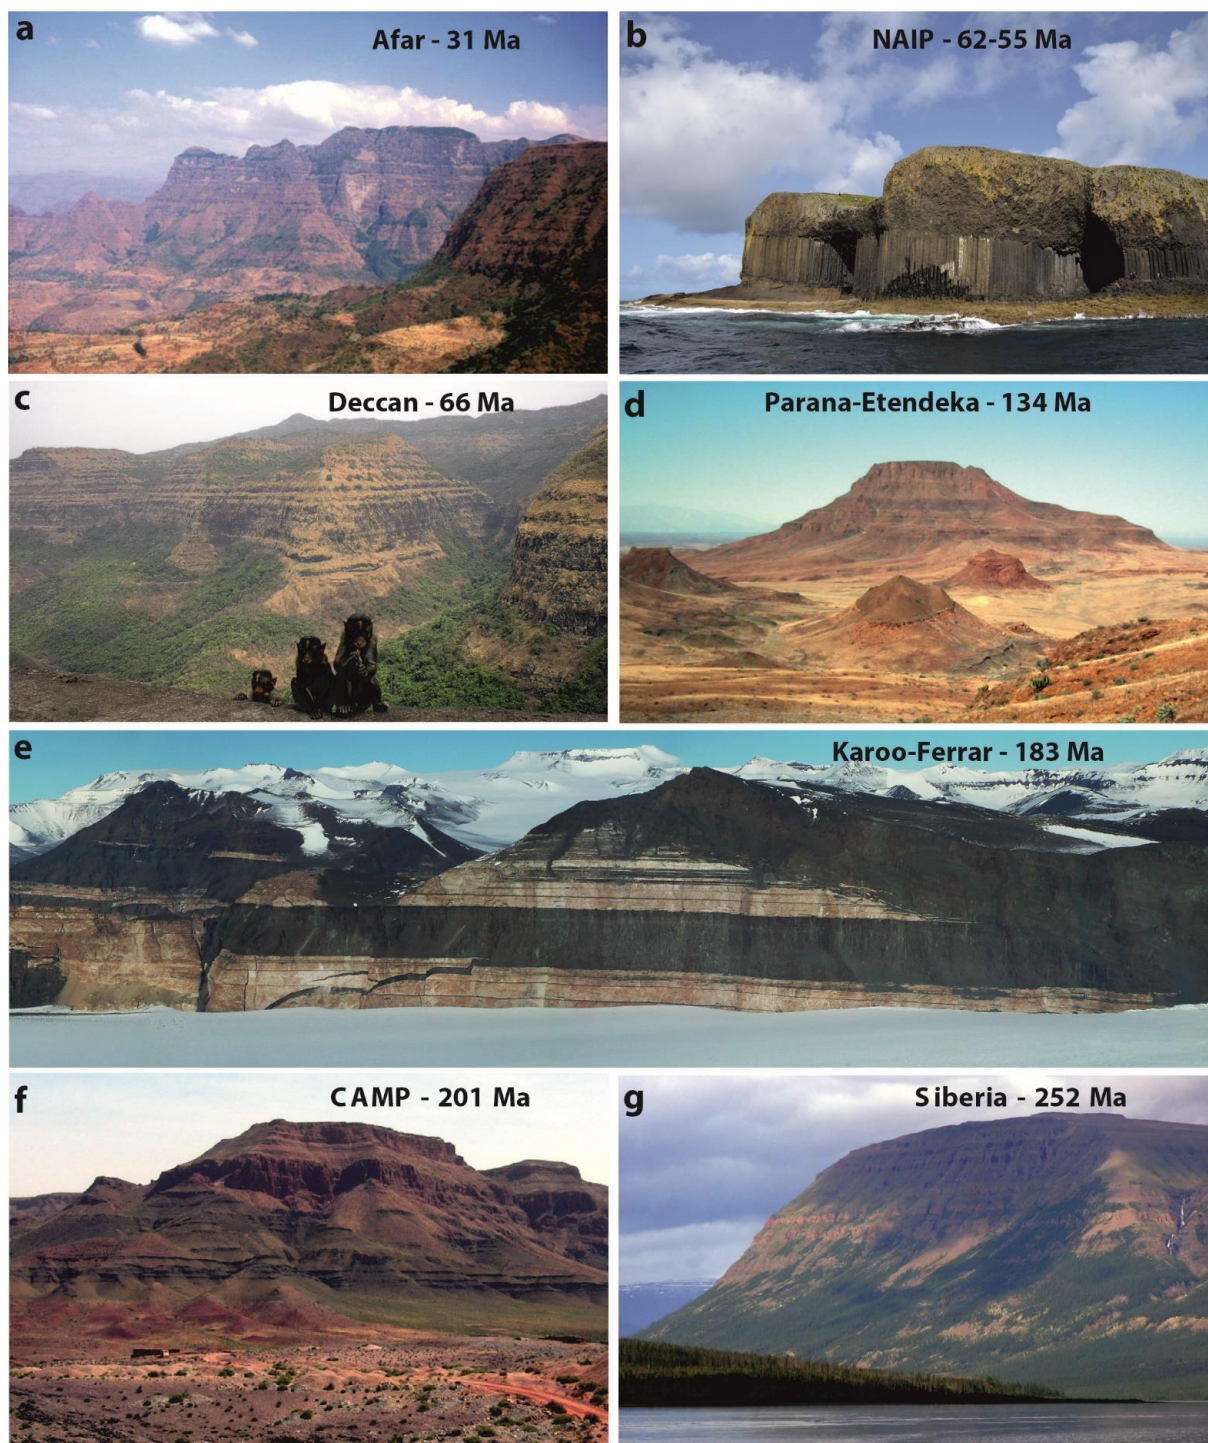 a
Afar - 31 Ma
b
NAIP - 62-55 Ma
c
Deccan - 66 Ma
d
Parana-Etendeka - 134 Ma
e
Karoo-Ferrar - 183 Ma
f
CAMP - 201 Ma
g
Siberia - 252 Ma